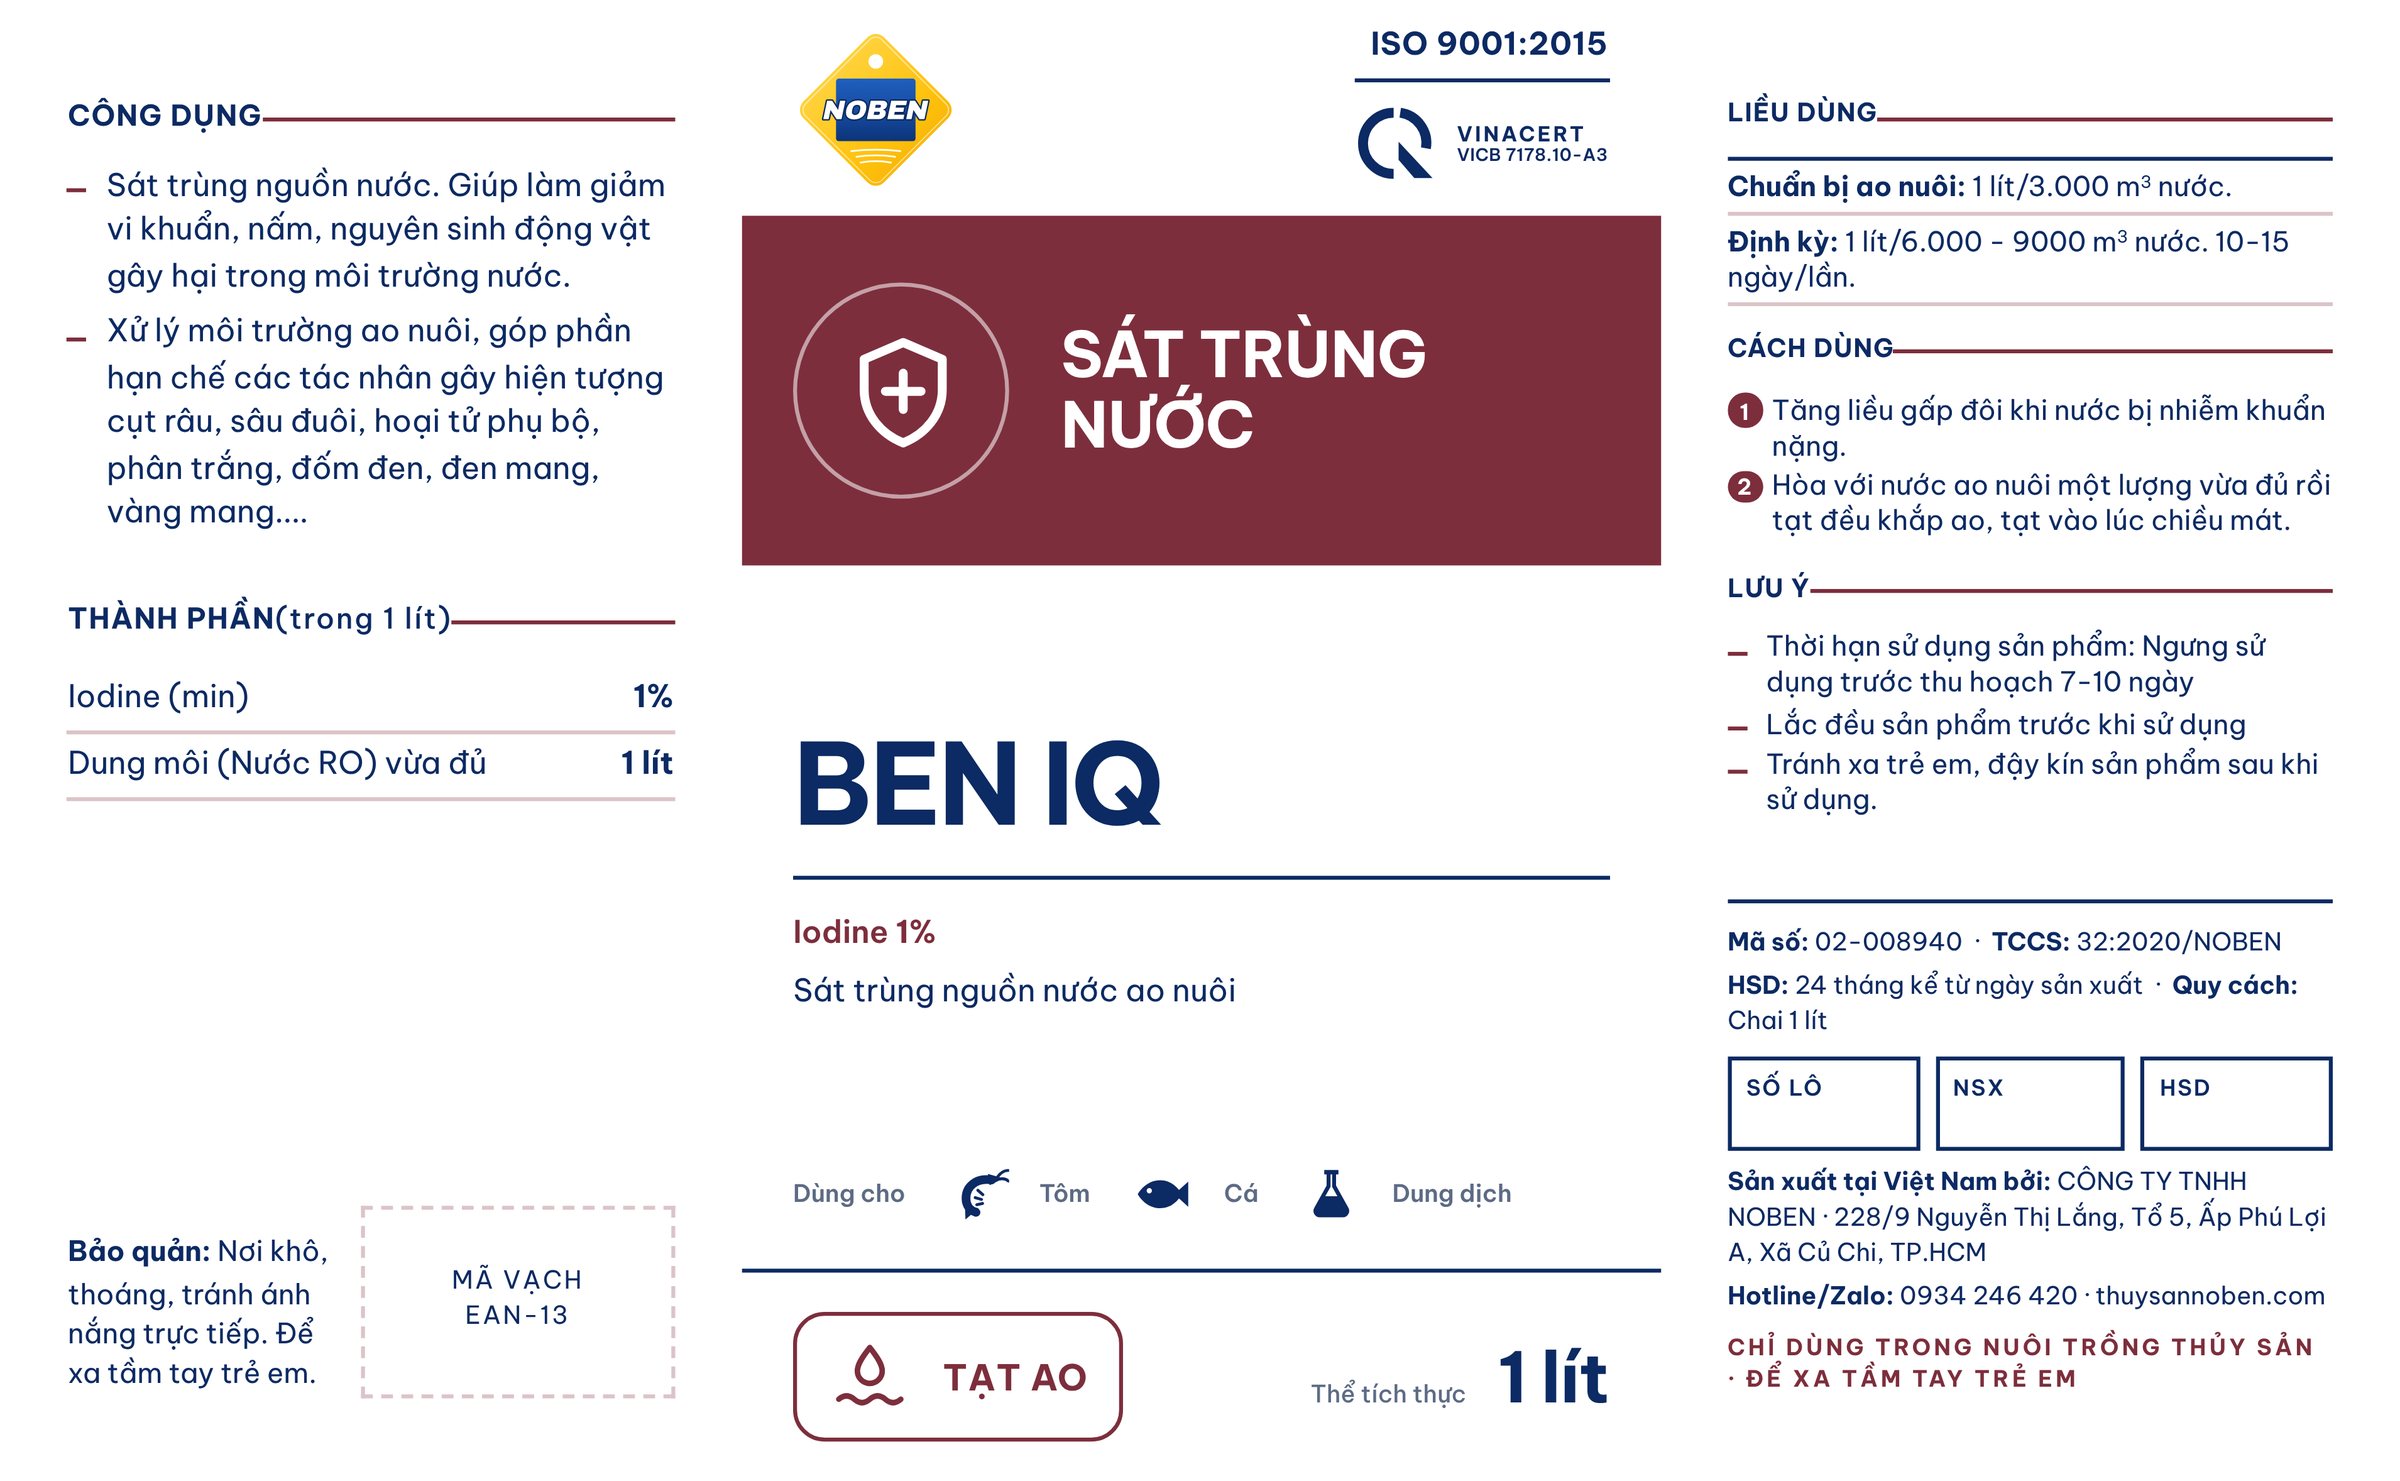 CÔNG DỤNG
Sát trùng nguồn nước. Giúp làm giảm
vi khuẩn, nấm, nguyên sinh động vật
gây hại trong môi trường nước.
Xử lý môi trường ao nuôi, góp phần
hạn chế các tác nhân gây hiện tượng
cụt râu, sâu đuôi, hoại tử phụ bộ,
phân trắng, đốm đen, đen mang,
vàng mang....
THÀNH PHẦN(trong 1 lít)
Iodine (min) 1%
Dung môi (Nước RO) vừa đủ 1 lít
Bảo quản: Nơi khô,
thoáng, tránh ánh
nắng trực tiếp. Để
xa tầm tay trẻ em.
MÃ VẠCH
EAN-13
NOBEN
ISO 9001:2015
VINACERT
VICB 7178.10-A3
SÁT TRÙNG
NƯỚC
BEN IQ
Iodine 1%
Sát trùng nguồn nước ao nuôi
Dùng cho Tôm Cá Dung dịch
TẠT AO
Thể tích thực 1 lít
LIỀU DÙNG
Chuẩn bị ao nuôi: 1 lít/3.000 m³ nước.
Định kỳ: 1 lít/6.000 - 9000 m³ nước. 10-15
ngày/lần.
CÁCH DÙNG
1 Tăng liều gấp đôi khi nước bị nhiễm khuẩn
nặng.
2 Hòa với nước ao nuôi một lượng vừa đủ rồi
tạt đều khắp ao, tạt vào lúc chiều mát.
LƯU Ý
Thời hạn sử dụng sản phẩm: Ngưng sử
dụng trước thu hoạch 7-10 ngày
Lắc đều sản phẩm trước khi sử dụng
Tránh xa trẻ em, đậy kín sản phẩm sau khi
sử dụng.
Mã số: 02-008940 · TCCS: 32:2020/NOBEN
HSD: 24 tháng kể từ ngày sản xuất · Quy cách:
Chai 1 lít
SỐ LÔ NSX HSD
Sản xuất tại Việt Nam bởi: CÔNG TY TNHH
NOBEN · 228/9 Nguyễn Thị Lắng, Tổ 5, Ấp Phú Lợi
A, Xã Củ Chi, TP.HCM
Hotline/Zalo: 0934 246 420 · thuysannoben.com
CHỈ DÙNG TRONG NUÔI TRỒNG THỦY SẢN
· ĐỂ XA TẦM TAY TRẺ EM